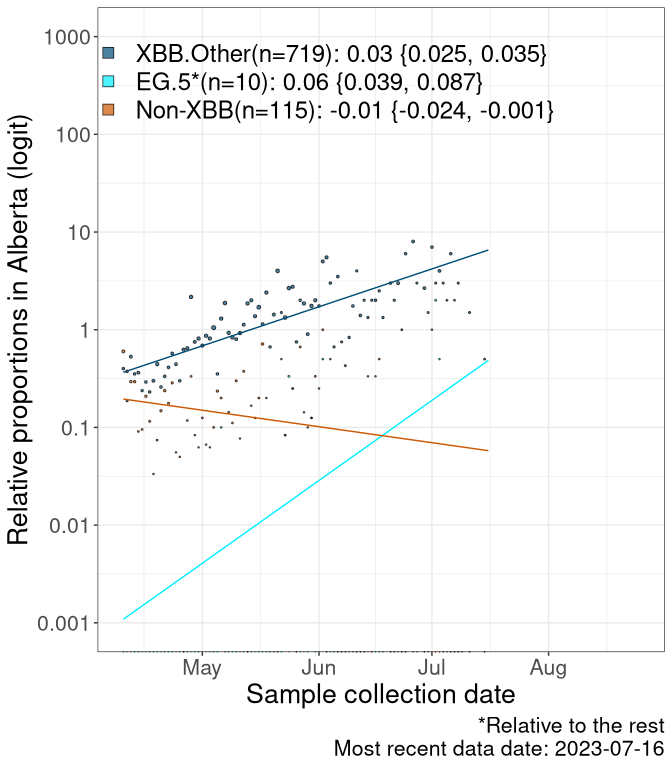 1000
100
10
1
0.1
0.01
0.001
Relative proportions in Alberta (logit)
XBB.Other(n=719): 0.03 {0.025, 0.035}
EG.5*(n=10): 0.06 {0.039, 0.087}
Non-XBB(n=115): -0.01 {-0.024, -0.001}
May Jun Jul Aug
Sample collection date
*Relative to the rest
Most recent data date: 2023-07-16